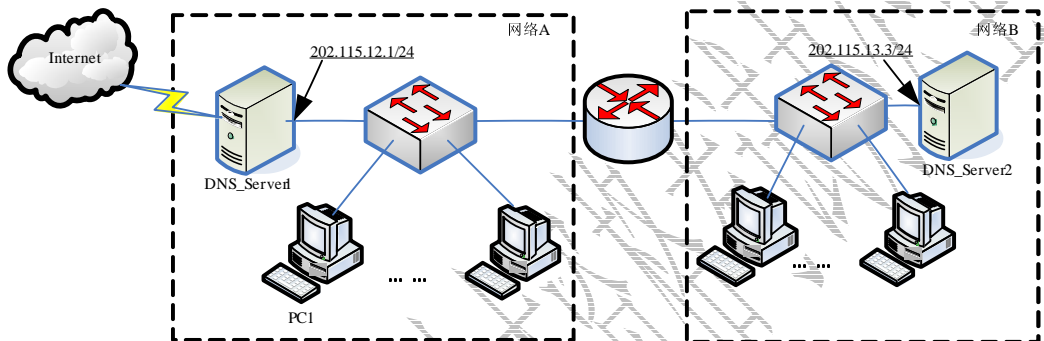 网络A
网络B
Internet
202.115.12.1/24
202.115.13.3/24
DNS_Server1
DNS_Server2
... ...
... ...
PC1